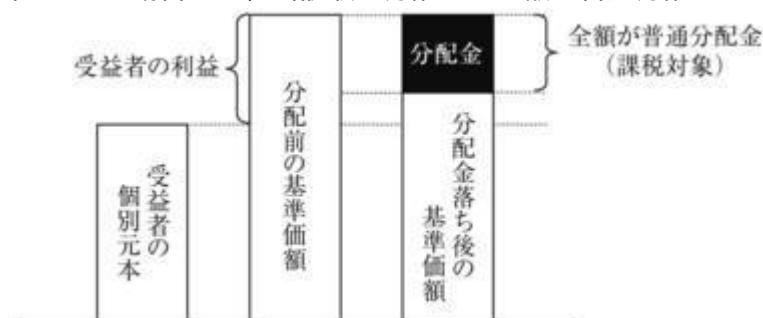 受益者の利益
分配金
全額が普通分配金
（課税対象）
受益者の
個別元本
分配前の基準価額
分配金落ち後の
基準価額